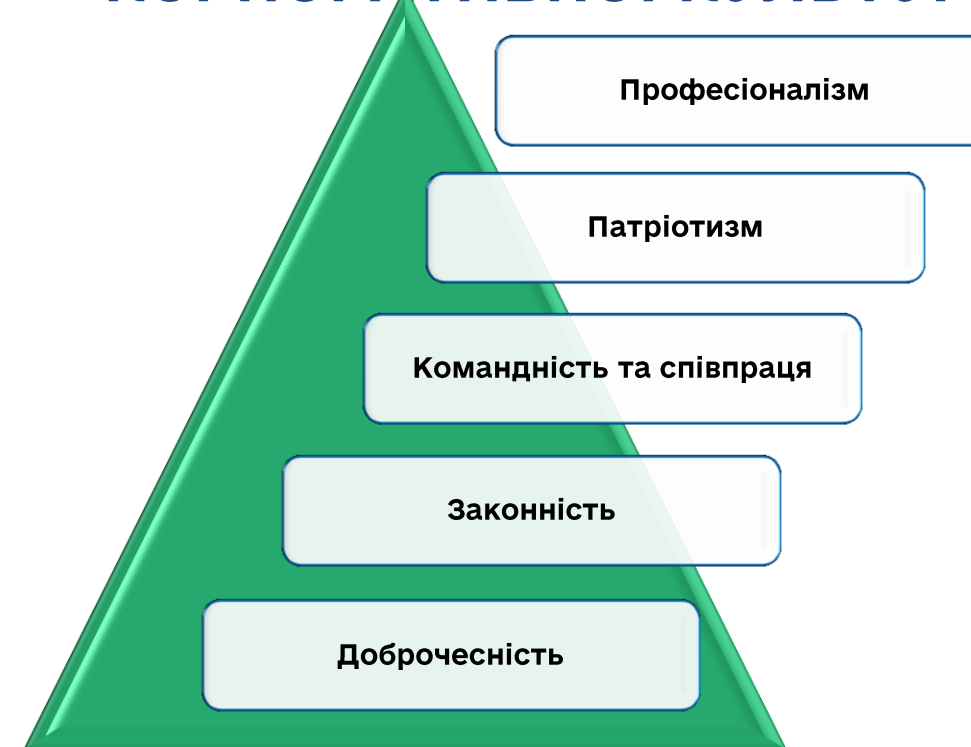 Професіоналізм
Патріотизм
Командність та співпраця
Законність
Доброчесність